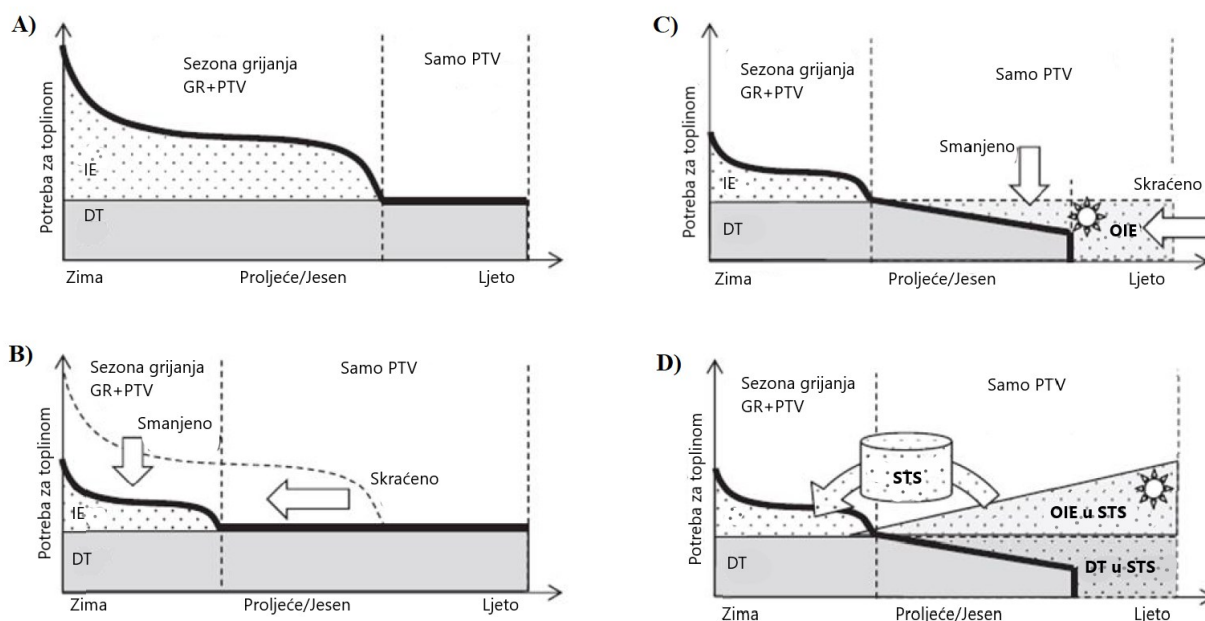 A)
Potreba za toplinom
Sezona grijanja
GR+PTV
Samo PTV
IE
DT
Zima
Proljeće/Jesen
Ljeto
B)
Potreba za toplinom
Sezona grijanja
GR+PTV
Samo PTV
Smanjeno
Skraćeno
IE
DT
Zima
Proljeće/Jesen
Ljeto
C)
Potreba za toplinom
Sezona grijanja
GR+PTV
Samo PTV
Smanjeno
Skraćeno
IE
OIE
DT
Zima
Proljeće/Jesen
Ljeto
D)
Potreba za toplinom
Sezona grijanja
GR+PTV
Samo PTV
STS
OIE u STS
DT
DT u STS
Zima
Proljeće/Jesen
Ljeto